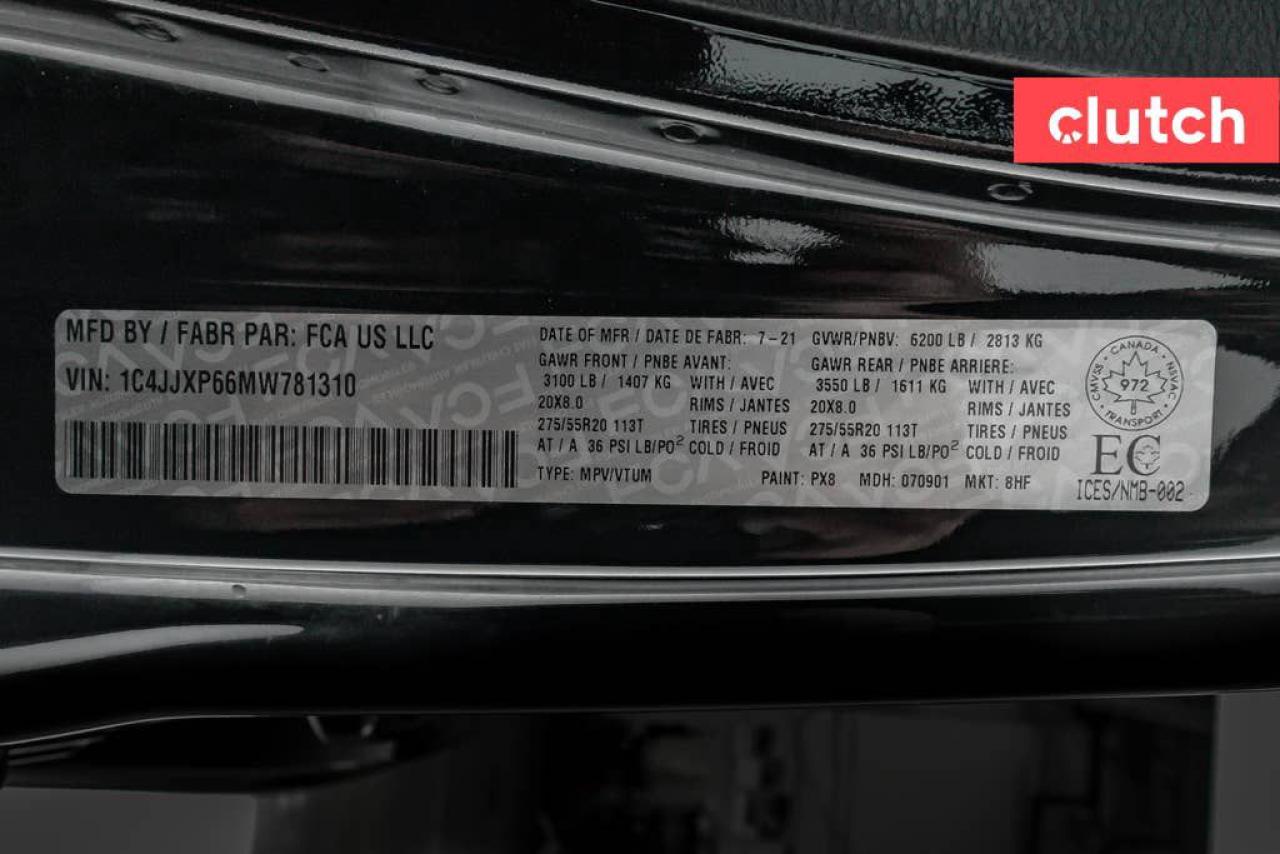 clutch
MFD BY / FABR PAR: FCA US LLC
VIN: 1C4JJXP66MW781310
DATE OF MFR / DATE DE FABR: 7-21 GVWR/PNBV: 6200 LB / 2813 KG
GAWR FRONT / PNBE AVANT: GAWR REAR / PNBE ARRIERE:
3100 LB / 1407 KG WITH / AVEC 3550 LB / 1611 KG WITH / AVEC
20X8.0 RIMS / JANTES 20X8.0 RIMS / JANTES
275/55R20 113T TIRES / PNEUS 275/55R20 113T TIRES / PNEUS
AT / A 36 PSI LB/PO² COLD / FROID AT / A 36 PSI LB/PO² COLD / FROID
TYPE: MPV/VTUM PAINT: PX8 MDH: 070901 MKT: 8HF
CANADA
CMVSS 972 NSVAC
TRANSPORT
EC
ICES/NMB-002